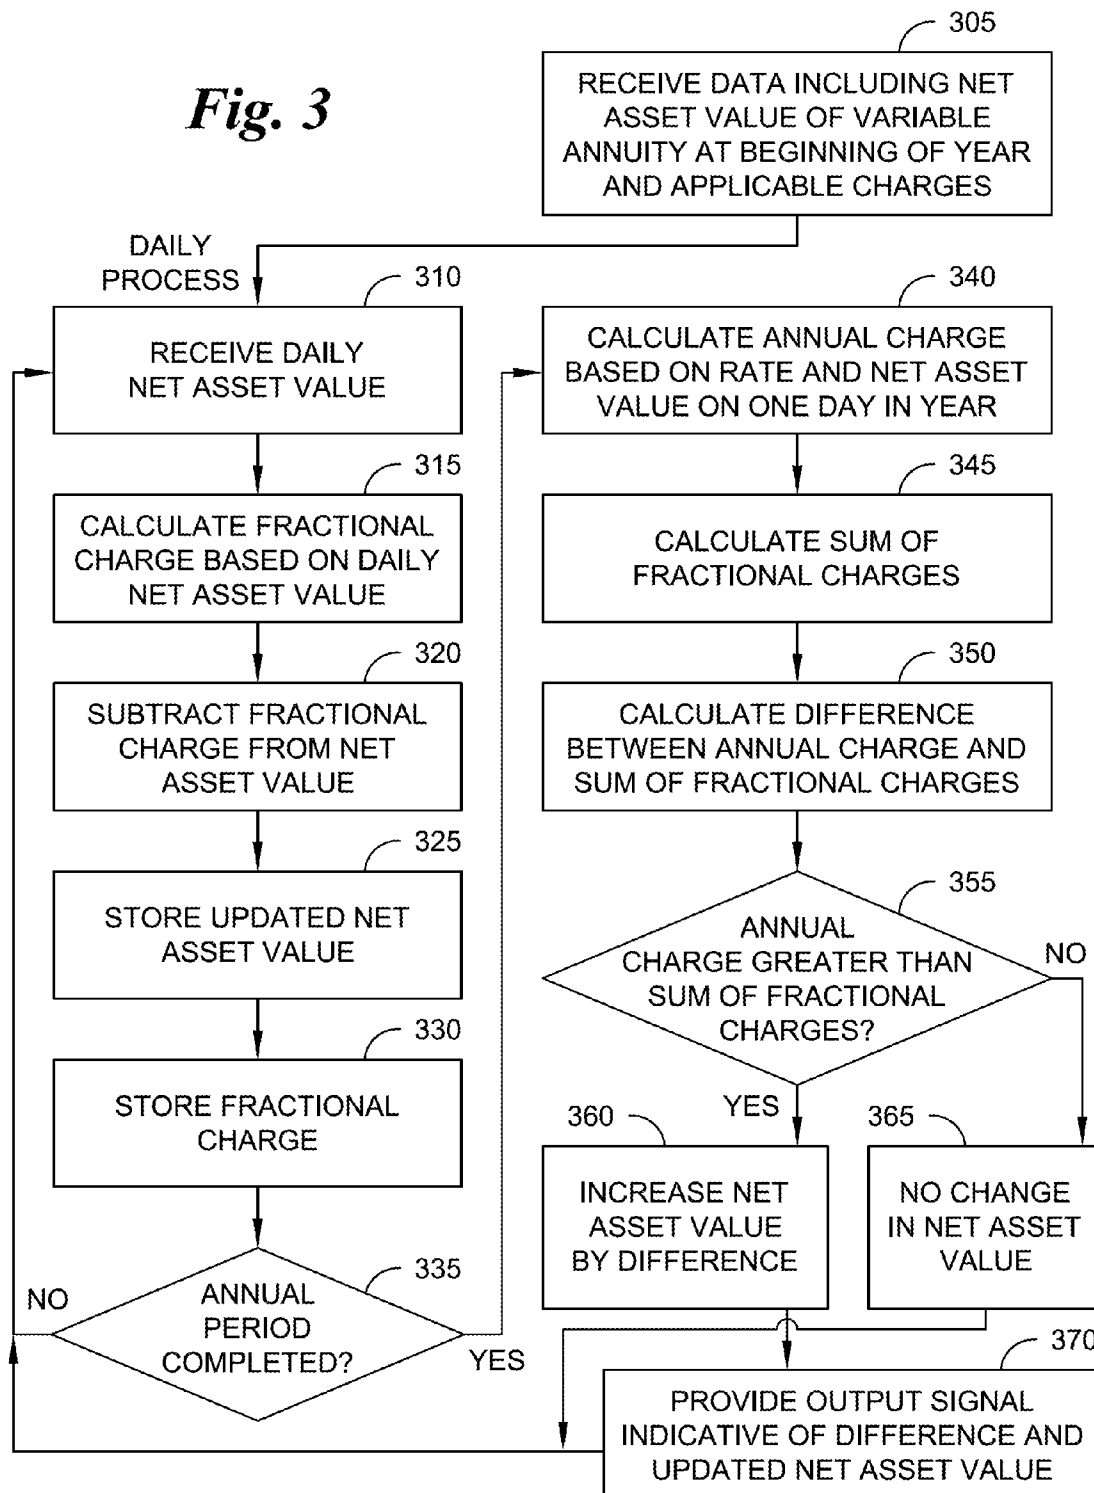 Fig. 3
305
RECEIVE DATA INCLUDING NET
ASSET VALUE OF VARIABLE
ANNUITY AT BEGINNING OF YEAR
AND APPLICABLE CHARGES
DAILY
PROCESS
310
RECEIVE DAILY
NET ASSET VALUE
315
CALCULATE FRACTIONAL
CHARGE BASED ON DAILY
NET ASSET VALUE
320
SUBTRACT FRACTIONAL
CHARGE FROM NET
ASSET VALUE
325
STORE UPDATED NET
ASSET VALUE
330
STORE FRACTIONAL
CHARGE
335
ANNUAL
PERIOD
COMPLETED?
NO
YES
340
CALCULATE ANNUAL CHARGE
BASED ON RATE AND NET ASSET
VALUE ON ONE DAY IN YEAR
345
CALCULATE SUM OF
FRACTIONAL CHARGES
350
CALCULATE DIFFERENCE
BETWEEN ANNUAL CHARGE AND
SUM OF FRACTIONAL CHARGES
355
ANNUAL
CHARGE GREATER THAN
SUM OF FRACTIONAL
CHARGES?
NO
YES
360
INCREASE NET
ASSET VALUE
BY DIFFERENCE
365
NO CHANGE
IN NET ASSET
VALUE
370
PROVIDE OUTPUT SIGNAL
INDICATIVE OF DIFFERENCE AND
UPDATED NET ASSET VALUE